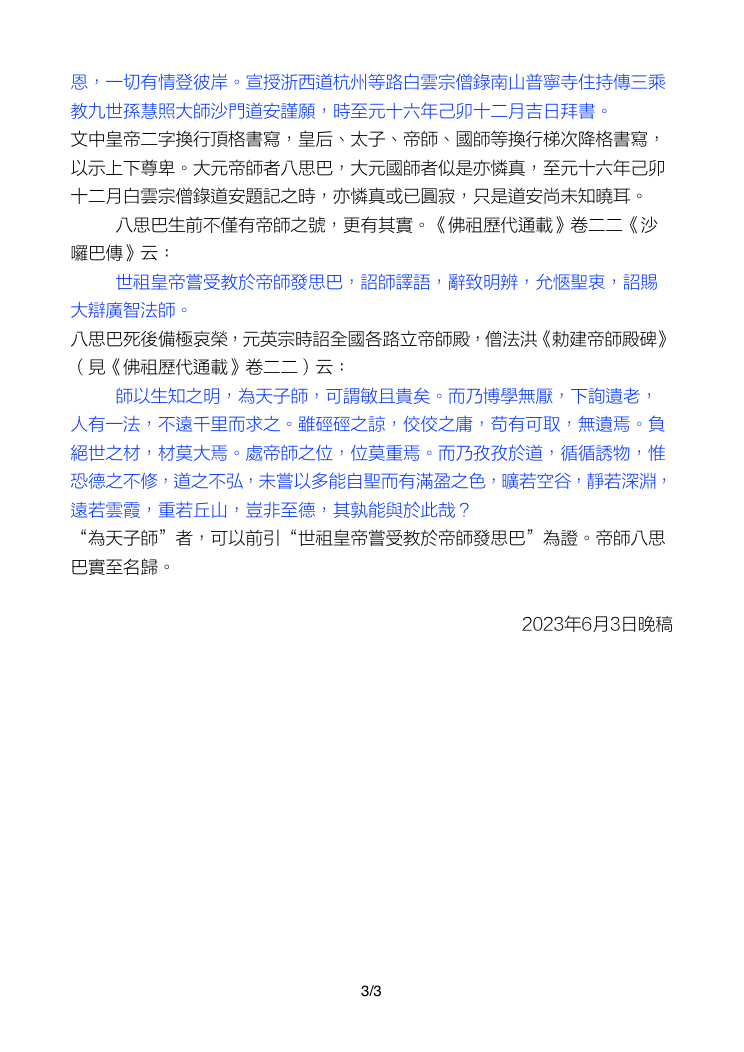 恩，一切有情登彼岸。宣授浙西道杭州等路白雲宗僧錄南山普寧寺住持傳三乘
教九世孫慧照大師沙門道安謹願，時至元十六年己卯十二月吉日拜書。
文中皇帝二字換行頂格書寫，皇后、太子、帝師、國師等換行梯次降格書寫，
以示上下尊卑。大元帝師者八思巴，大元國師者似是亦憐真，至元十六年己卯
十二月白雲宗僧錄道安題記之時，亦憐真或已圓寂，只是道安尚未知曉耳。
八思巴生前不僅有帝師之號，更有其實。《佛祖歷代通載》卷二二《沙
囉巴傳》云：
世祖皇帝嘗受教於帝師發思巴，詔師譯語，辭致明辨，允愜聖衷，詔賜
大辯廣智法師。
八思巴死後備極哀榮，元英宗時詔全國各路立帝師殿，僧法洪《勅建帝師殿碑》
（見《佛祖歷代通載》卷二二）云：
師以生知之明，為天子師，可謂敏且貴矣。而乃博學無厭，下詢遺老，
人有一法，不遠千里而求之。雖硜硜之諒，佼佼之庸，苟有可取，無遺焉。負
絕世之材，材莫大焉。處帝師之位，位莫重焉。而乃孜孜於道，循循誘物，惟
恐德之不修，道之不弘，未嘗以多能自聖而有滿盈之色，曠若空谷，靜若深淵，
遠若雲霞，重若丘山，豈非至德，其孰能與於此哉？
“為天子師”者，可以前引“世祖皇帝嘗受教於帝師發思巴”為證。帝師八思
巴實至名歸。
2023年6月3日晚稿
3/3